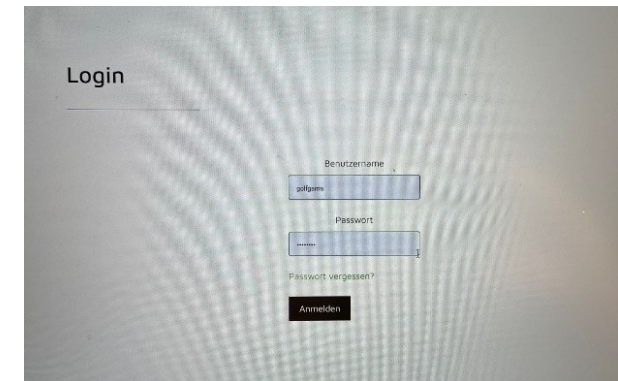 Login
Benutzername
golfgams
Passwort
••••••••
Passwort vergessen?
Anmelden